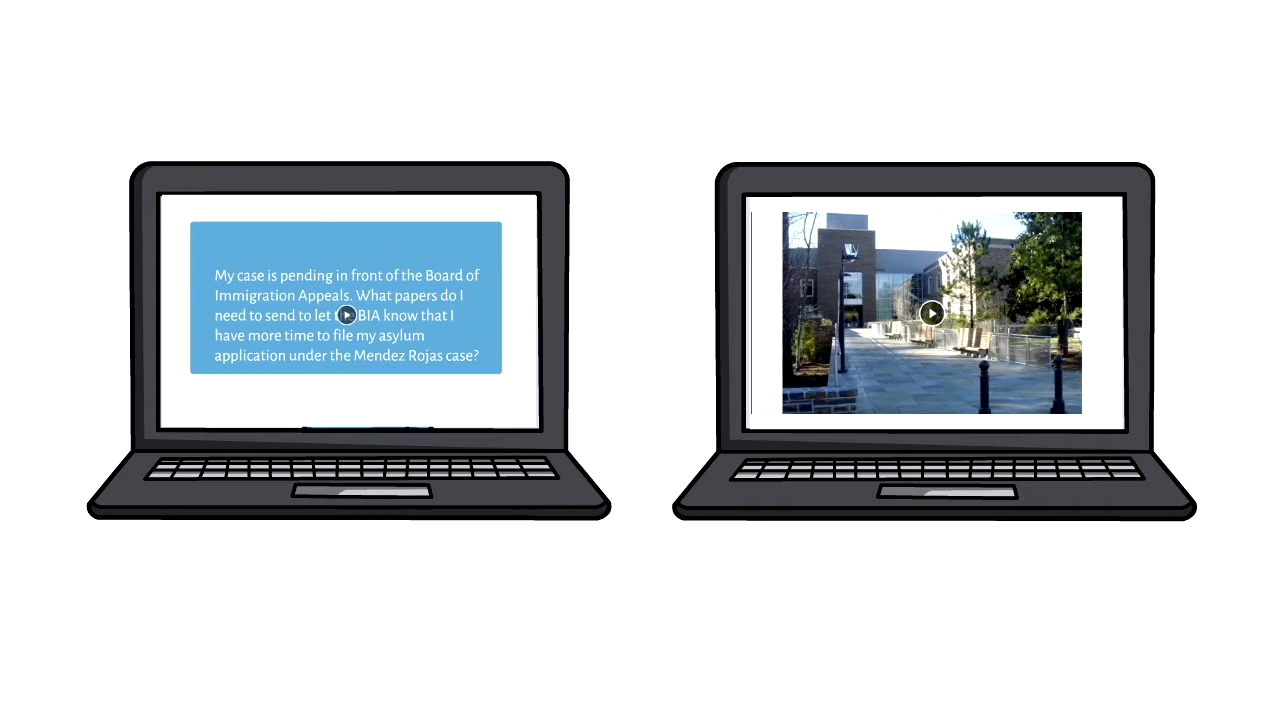 My case is pending in front of the Board of
Immigration Appeals. What papers do I
need to send to let BIA know that I
have more time to file my asylum
application under the Mendez Rojas case?